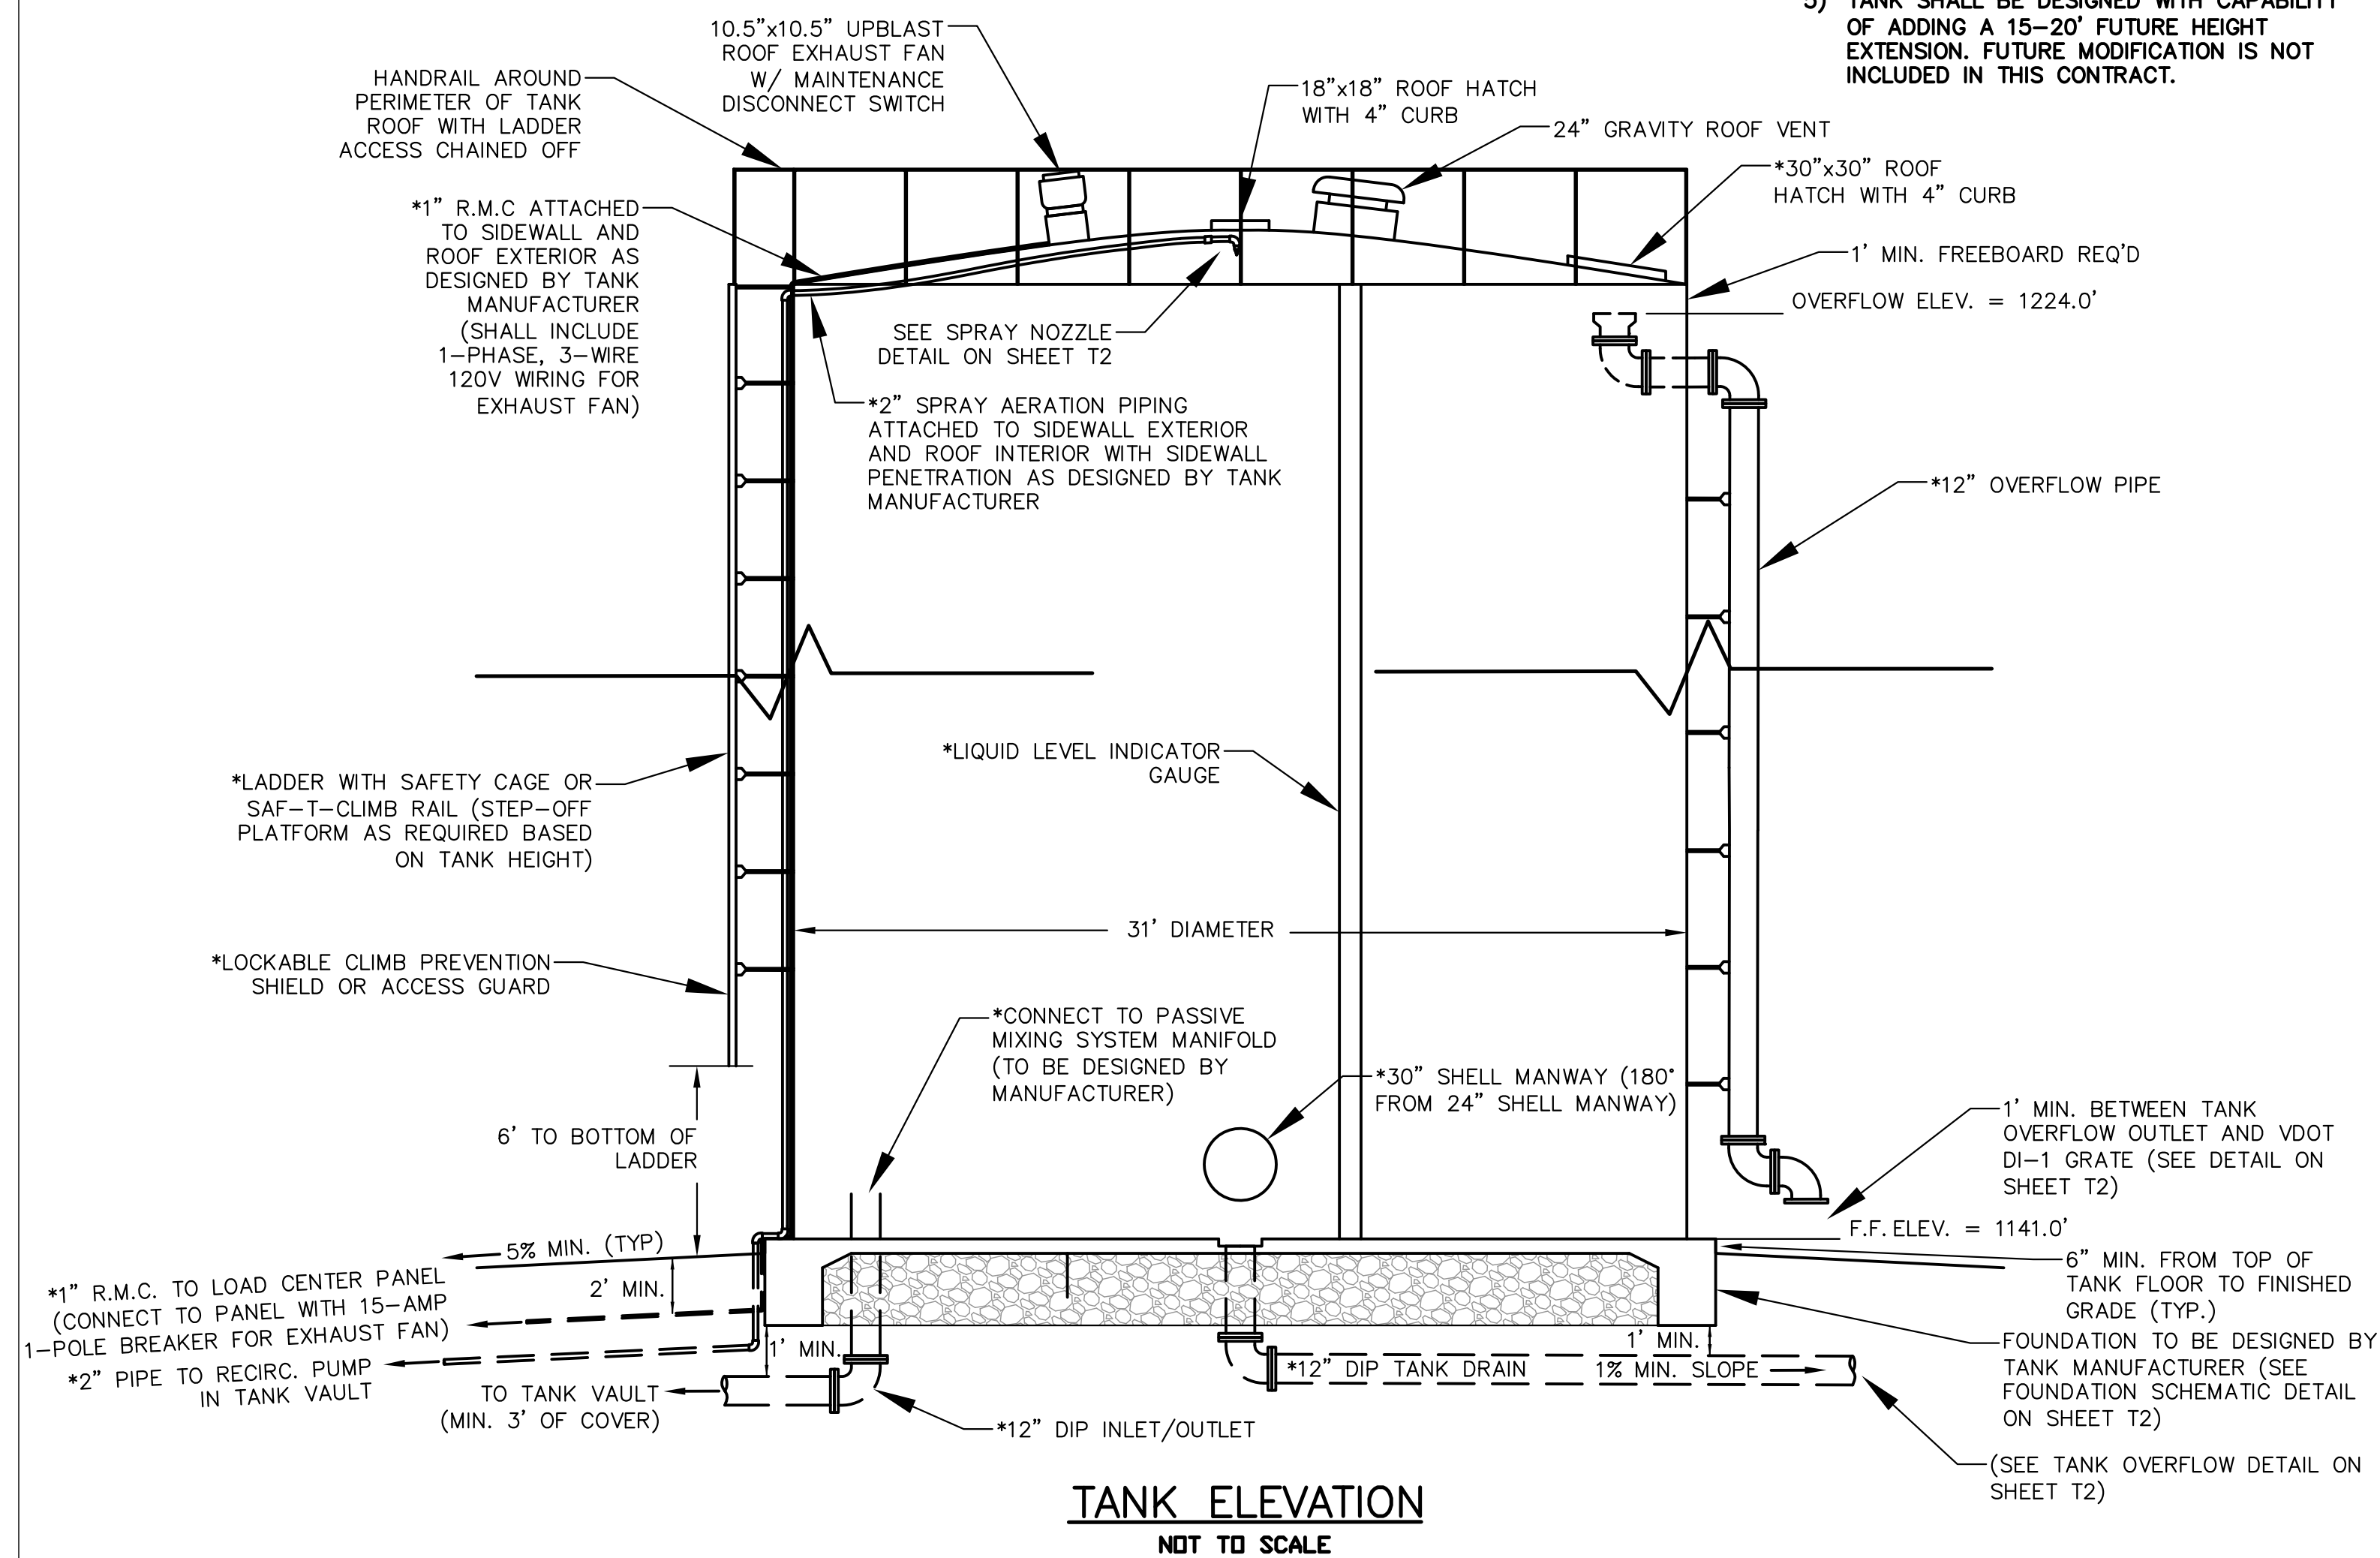 5) TANK SHALL BE DESIGNED WITH CAPABILITY
OF ADDING A 15-20' FUTURE HEIGHT
EXTENSION. FUTURE MODIFICATION IS NOT
INCLUDED IN THIS CONTRACT.
10.5"x10.5" UPBLAST
ROOF EXHAUST FAN
W/ MAINTENANCE
DISCONNECT SWITCH
HANDRAIL AROUND
PERIMETER OF TANK
ROOF WITH LADDER
ACCESS CHAINED OFF
18"x18" ROOF HATCH
WITH 4" CURB
24" GRAVITY ROOF VENT
*30"x30" ROOF
HATCH WITH 4" CURB
*1" R.M.C ATTACHED
TO SIDEWALL AND
ROOF EXTERIOR AS
DESIGNED BY TANK
MANUFACTURER
(SHALL INCLUDE
1-PHASE, 3-WIRE
120V WIRING FOR
EXHAUST FAN)
1' MIN. FREEBOARD REQ'D
OVERFLOW ELEV. = 1224.0'
SEE SPRAY NOZZLE
DETAIL ON SHEET T2
*2" SPRAY AERATION PIPING
ATTACHED TO SIDEWALL EXTERIOR
AND ROOF INTERIOR WITH SIDEWALL
PENETRATION AS DESIGNED BY TANK
MANUFACTURER
*12" OVERFLOW PIPE
*LIQUID LEVEL INDICATOR
GAUGE
*LADDER WITH SAFETY CAGE OR
SAF-T-CLIMB RAIL (STEP-OFF
PLATFORM AS REQUIRED BASED
ON TANK HEIGHT)
31' DIAMETER
*LOCKABLE CLIMB PREVENTION
SHIELD OR ACCESS GUARD
*CONNECT TO PASSIVE
MIXING SYSTEM MANIFOLD
(TO BE DESIGNED BY
MANUFACTURER)
*30" SHELL MANWAY (180°
FROM 24" SHELL MANWAY)
6' TO BOTTOM OF
LADDER
1' MIN. BETWEEN TANK
OVERFLOW OUTLET AND VDOT
DI-1 GRATE (SEE DETAIL ON
SHEET T2)
F.F. ELEV. = 1141.0'
5% MIN. (TYP)
2' MIN.
*1" R.M.C. TO LOAD CENTER PANEL
(CONNECT TO PANEL WITH 15-AMP
1-POLE BREAKER FOR EXHAUST FAN)
*2" PIPE TO RECIRC. PUMP
IN TANK VAULT
1' MIN.
TO TANK VAULT
(MIN. 3' OF COVER)
*12" DIP INLET/OUTLET
*12" DIP TANK DRAIN
1' MIN.
1% MIN. SLOPE
6" MIN. FROM TOP OF
TANK FLOOR TO FINISHED
GRADE (TYP.)
FOUNDATION TO BE DESIGNED BY
TANK MANUFACTURER (SEE
FOUNDATION SCHEMATIC DETAIL
ON SHEET T2)
(SEE TANK OVERFLOW DETAIL ON
SHEET T2)
TANK ELEVATION
NOT TO SCALE